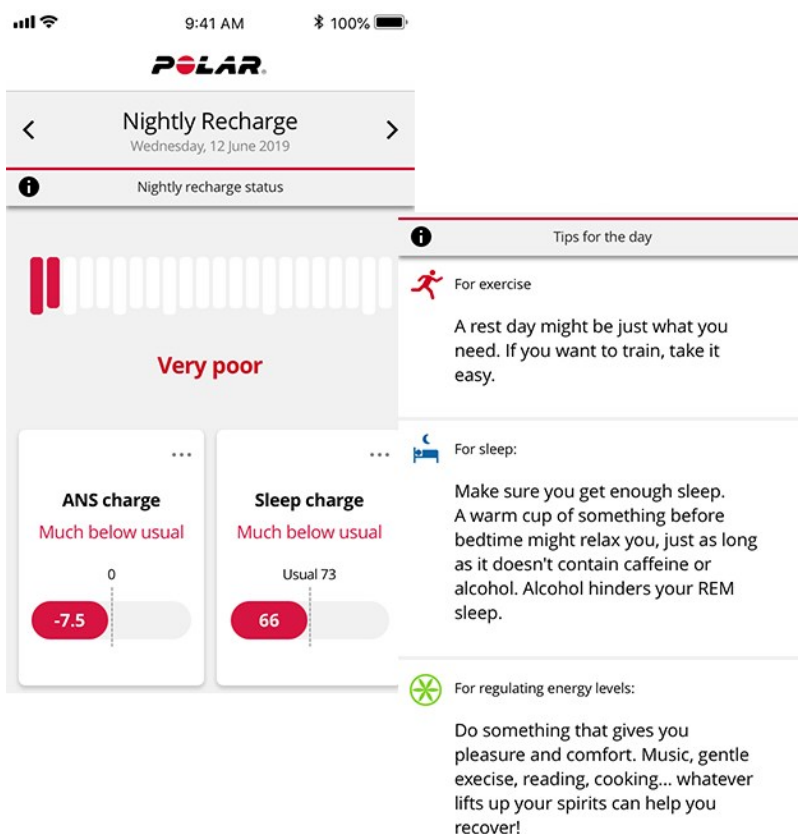 9:41 AM
100%
POLAR.
Nightly Recharge
Wednesday, 12 June 2019
Nightly recharge status
Very poor
ANS charge
Much below usual
0
-7.5
Sleep charge
Much below usual
Usual 73
66
Tips for the day
For exercise
A rest day might be just what you
need. If you want to train, take it
easy.
For sleep:
Make sure you get enough sleep.
A warm cup of something before
bedtime might relax you, just as long
as it doesn't contain caffeine or
alcohol. Alcohol hinders your REM
sleep.
For regulating energy levels:
Do something that gives you
pleasure and comfort. Music, gentle
execise, reading, cooking... whatever
lifts up your spirits can help you
recover!